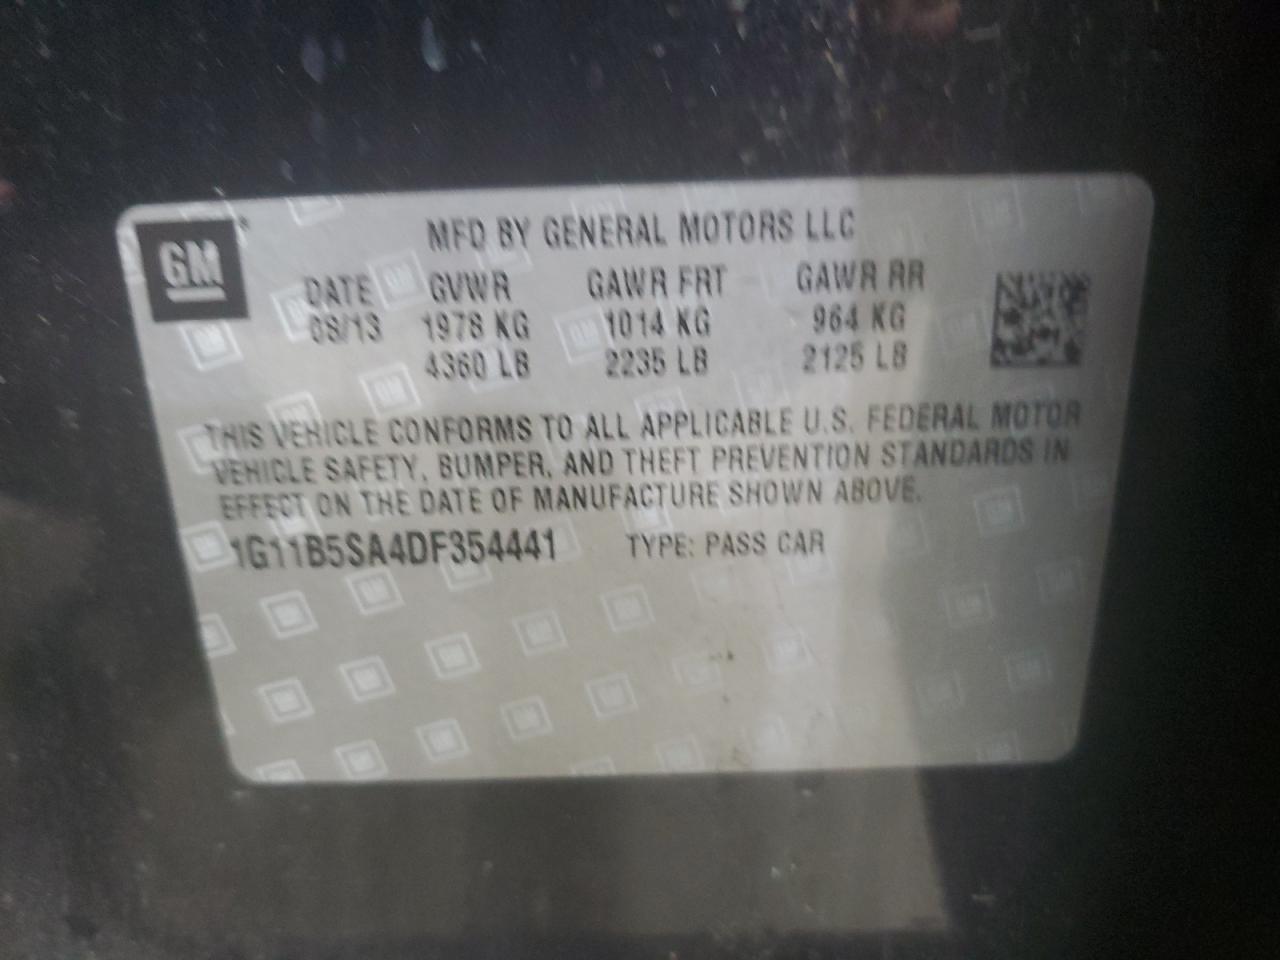 GM
MFD BY GENERAL MOTORS LLC
DATE GVWR GAWR FRT GAWR RR
03/13 1978 KG 1014 KG 964 KG
4360 LB 2235 LB 2125 LB
THIS VEHICLE CONFORMS TO ALL APPLICABLE U.S. FEDERAL MOTOR
VEHICLE SAFETY, BUMPER, AND THEFT PREVENTION STANDARDS IN
EFFECT ON THE DATE OF MANUFACTURE SHOWN ABOVE.
1G11B5SA4DF354441 TYPE: PASS CAR